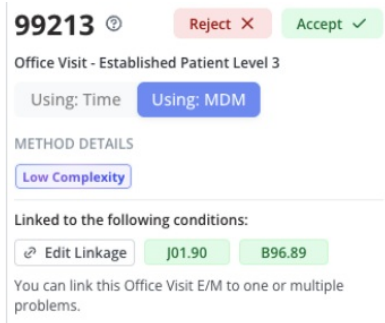 99213 ? Reject ✕ Accept ✓
Office Visit - Established Patient Level 3
Using: Time Using: MDM
METHOD DETAILS
Low Complexity
Linked to the following conditions:
Edit Linkage J01.90 B96.89
You can link this Office Visit E/M to one or multiple
problems.